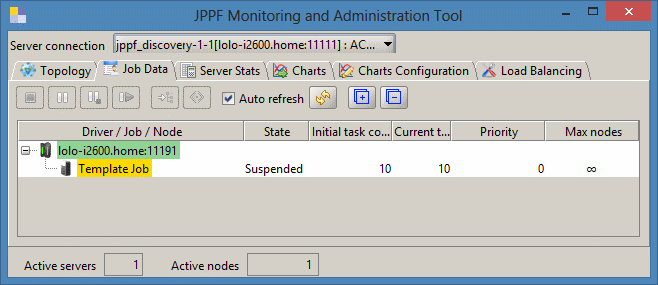 JPPF Monitoring and Administration Tool
Server connection jppf_discovery-1-1[lolo-i2600.home:11111] : AC...
Topology Job Data Server Stats Charts Charts Configuration Load Balancing
Auto refresh
Driver / Job / Node State Initial task co... Current t... Priority Max nodes
lolo-i2600.home:11191
Template Job Suspended 10 10 0 ∞
Active servers 1 Active nodes 1